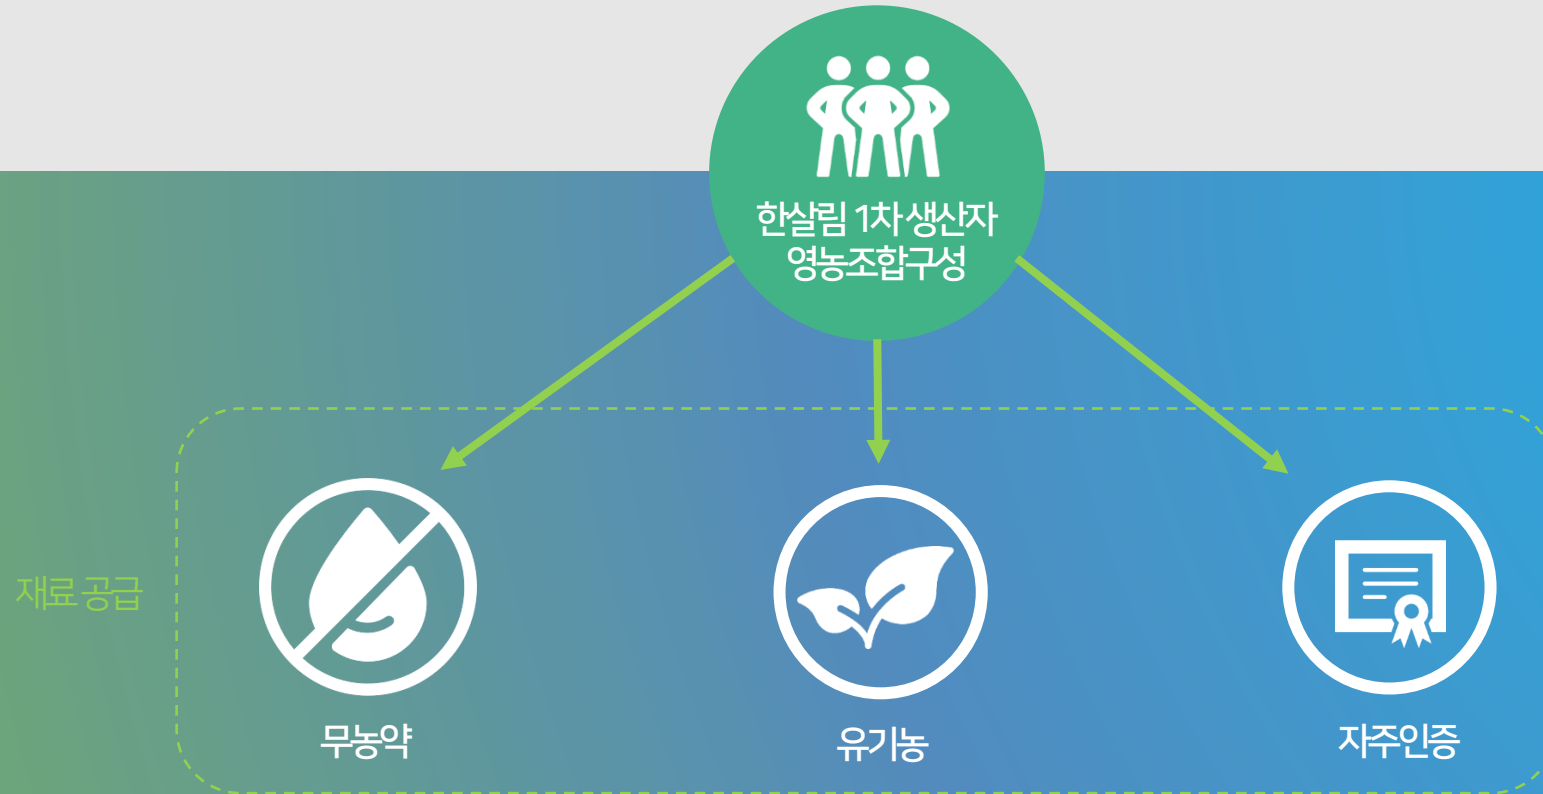 한살림 1차 생산자
영농조합구성
재료 공급
무농약
유기농
자주인증